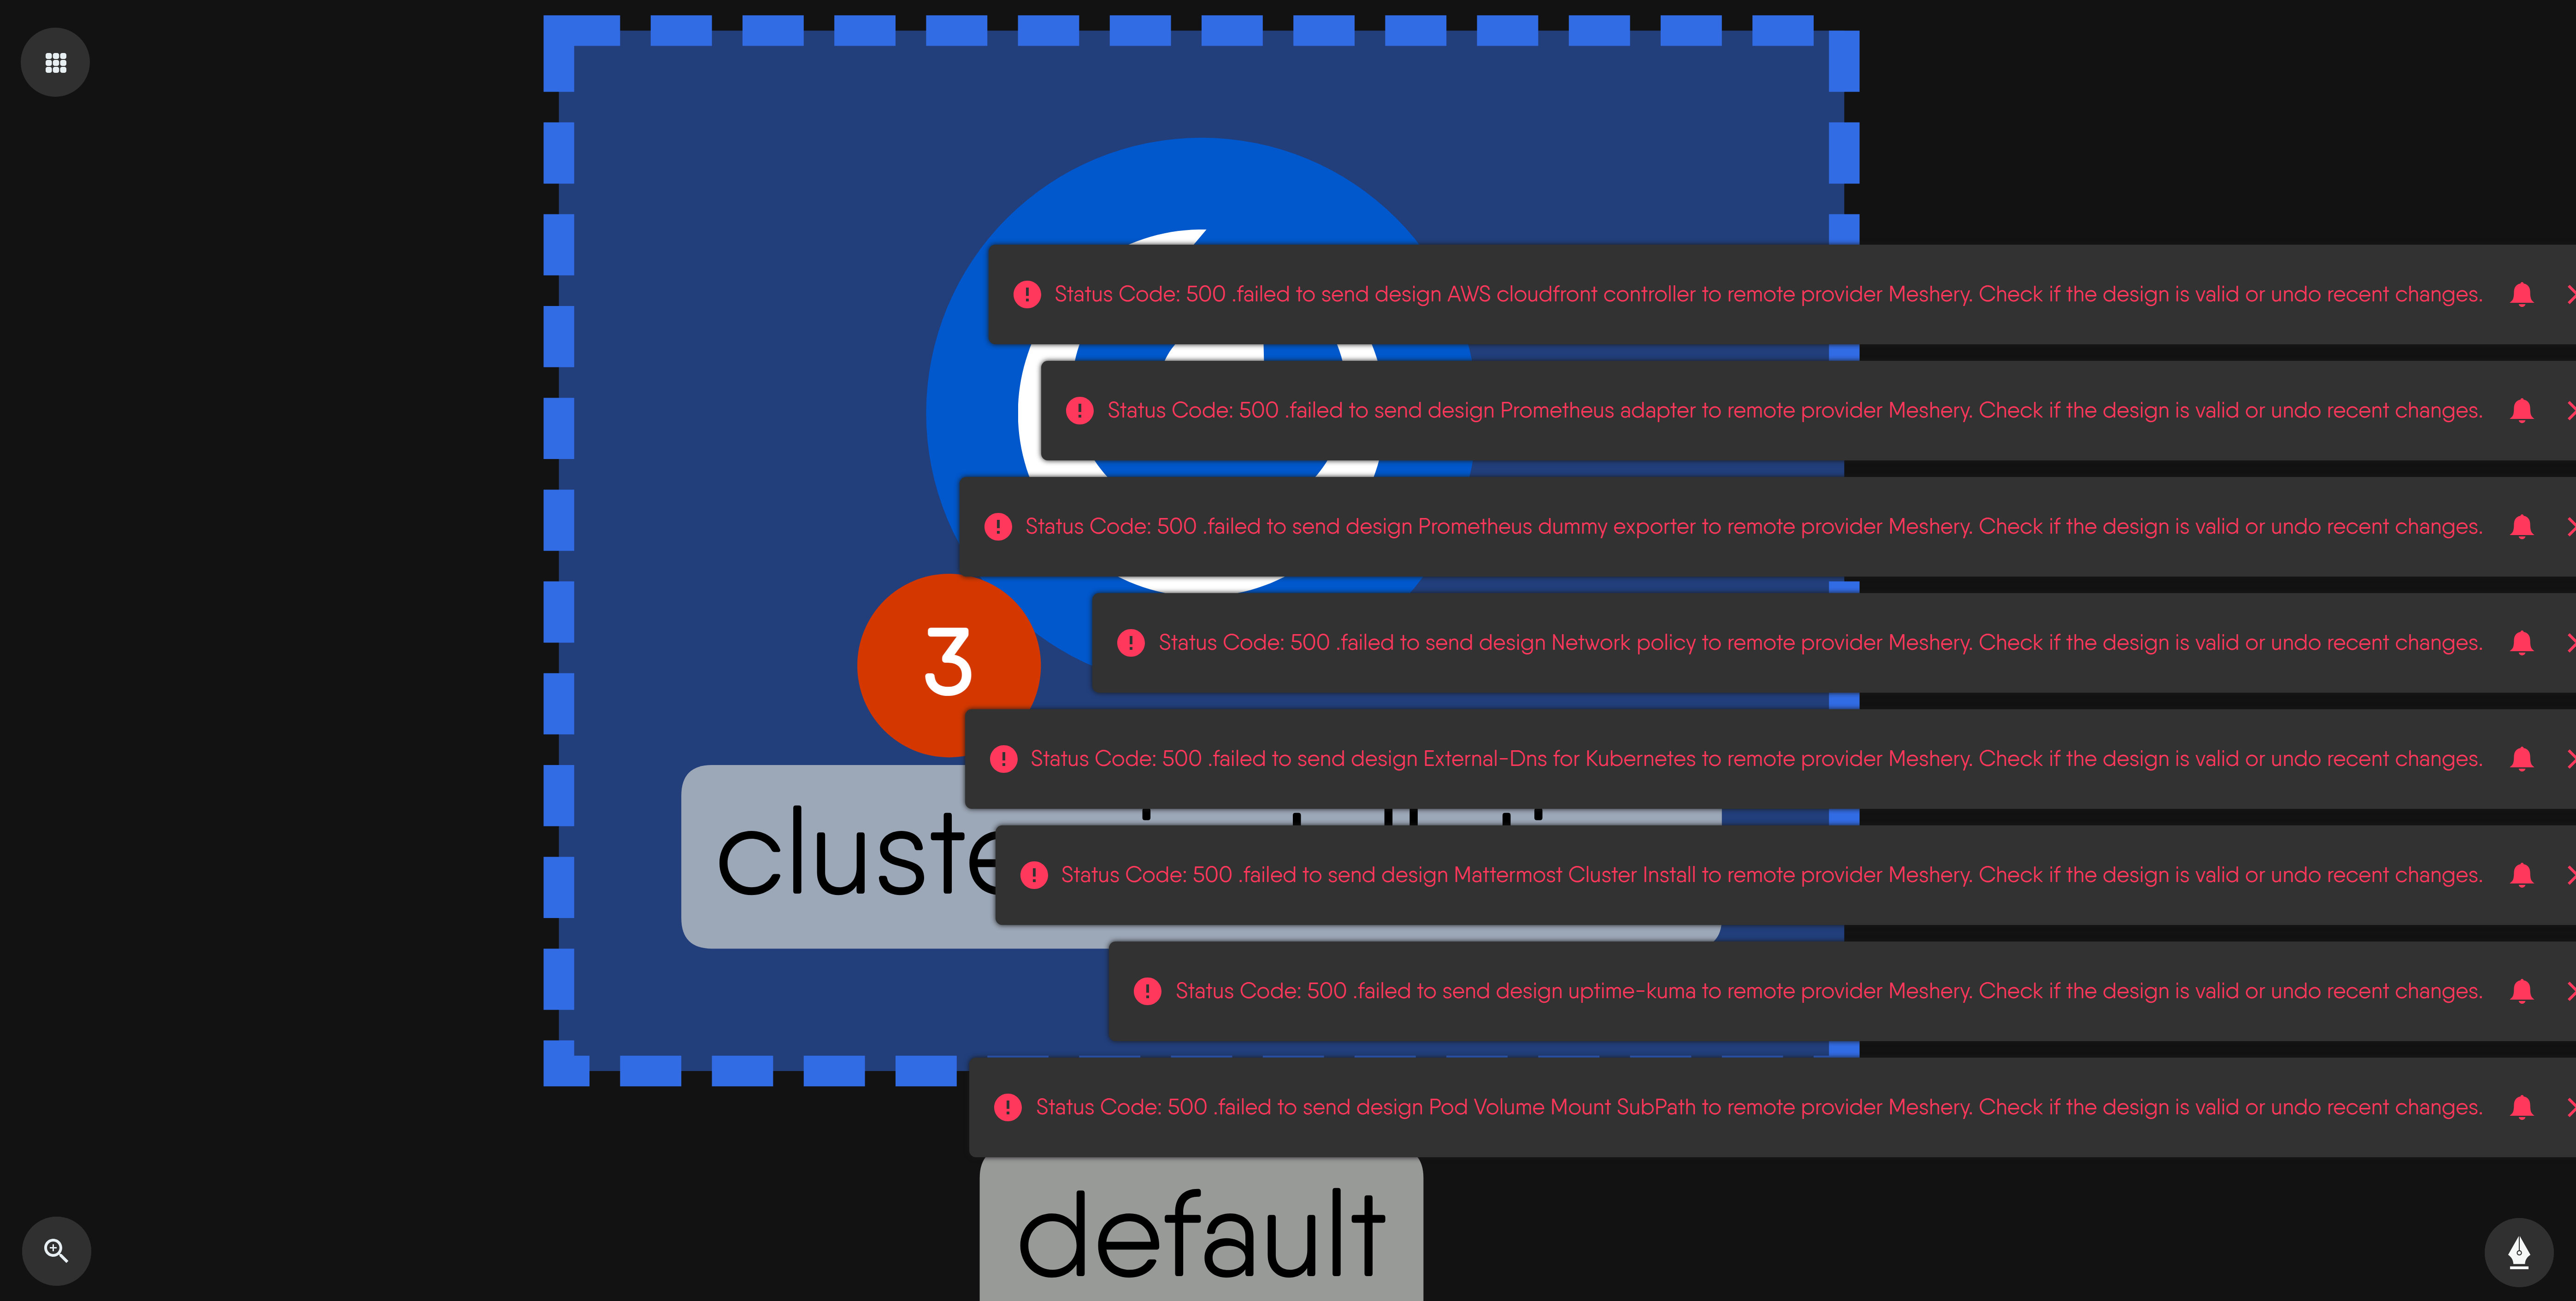 Status Code: 500 .failed to send design AWS cloudfront controller to remote provider Meshery. Check if the design is valid or undo recent changes.
Status Code: 500 .failed to send design Prometheus adapter to remote provider Meshery. Check if the design is valid or undo recent changes.
Status Code: 500 .failed to send design Prometheus dummy exporter to remote provider Meshery. Check if the design is valid or undo recent changes.
Status Code: 500 .failed to send design Network policy to remote provider Meshery. Check if the design is valid or undo recent changes.
3
Status Code: 500 .failed to send design External-Dns for Kubernetes to remote provider Meshery. Check if the design is valid or undo recent changes.
Status Code: 500 .failed to send design Mattermost Cluster Install to remote provider Meshery. Check if the design is valid or undo recent changes.
Status Code: 500 .failed to send design uptime-kuma to remote provider Meshery. Check if the design is valid or undo recent changes.
Status Code: 500 .failed to send design Pod Volume Mount SubPath to remote provider Meshery. Check if the design is valid or undo recent changes.
default